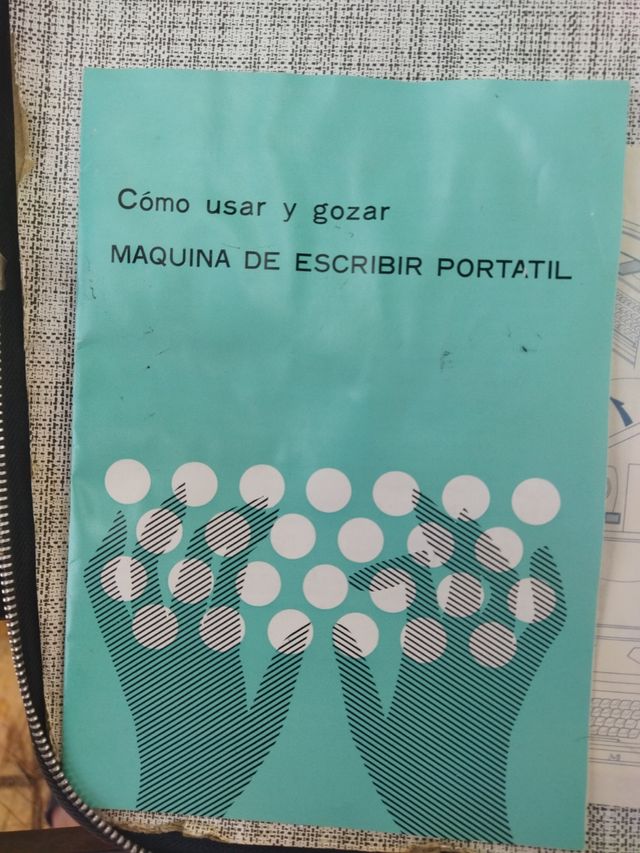 Cómo usar y gozar
MAQUINA DE ESCRIBIR PORTATIL